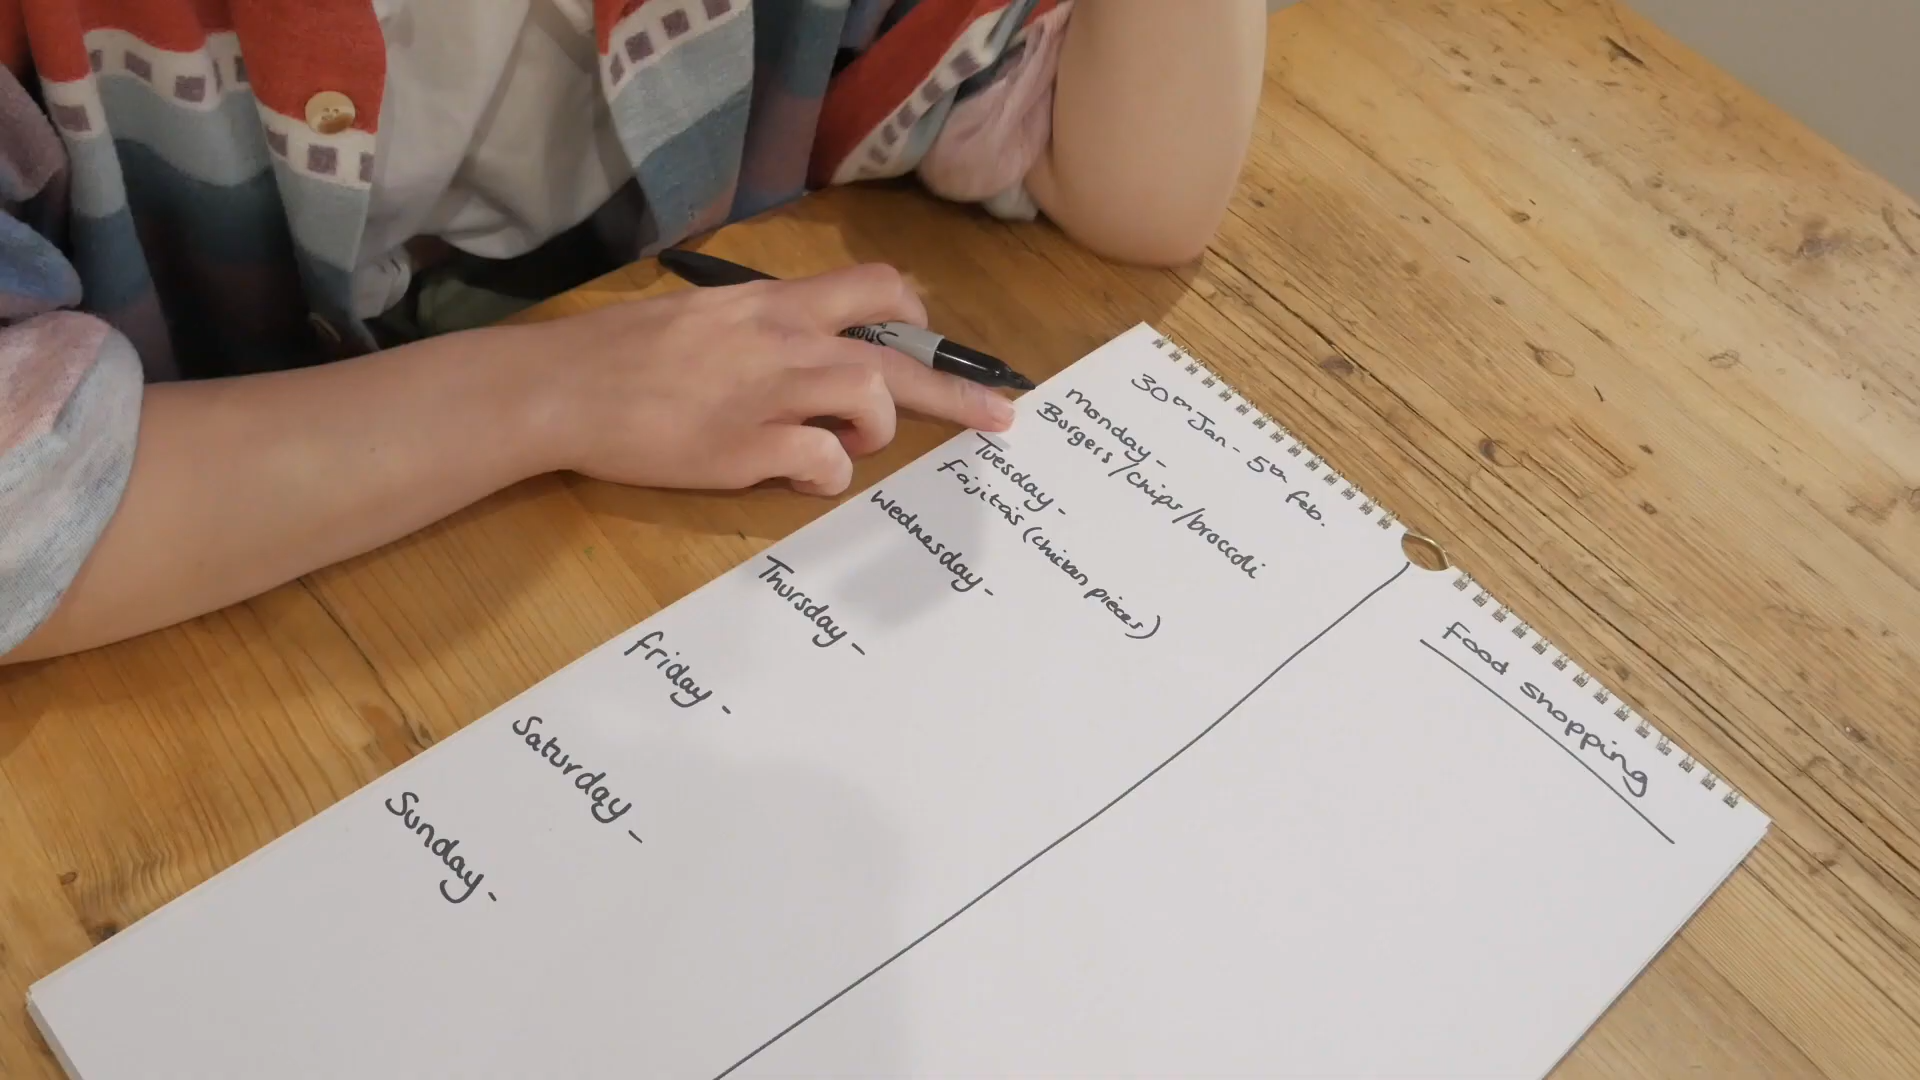 30th Jan - 5th feb.
Monday -
Burgers/chips/broccoli
Tuesday -
Fajitas (chicken pieces)
Wednesday -
Thursday -
friday -
Saturday -
Sunday -
Food shopping
Sharpie